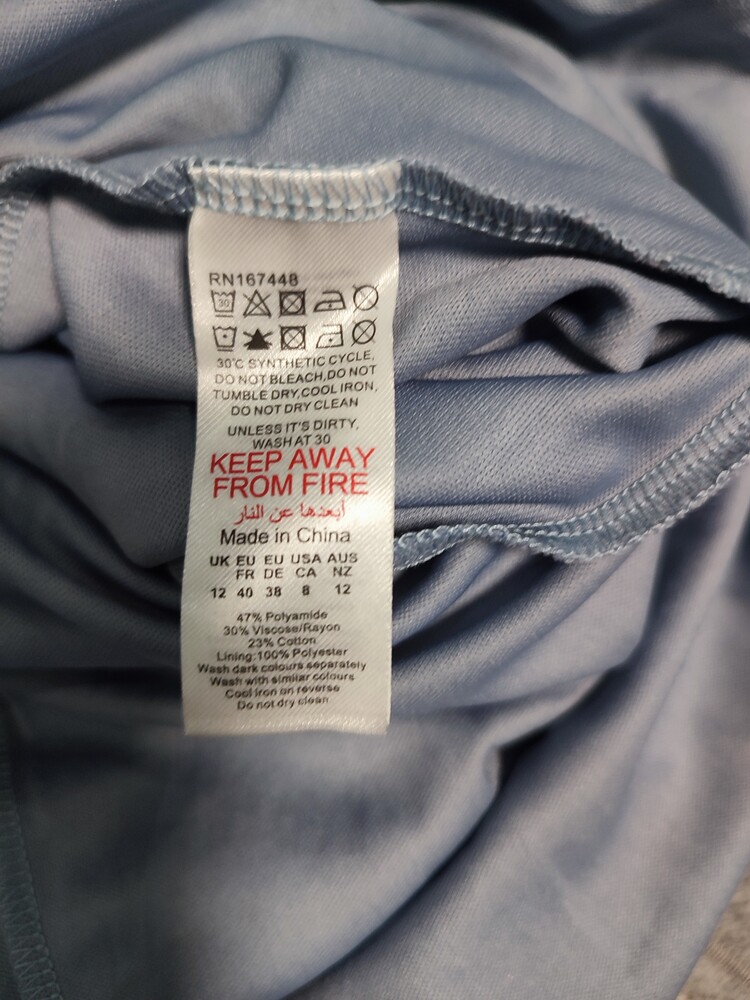 RN167448
30
30°C SYNTHETIC CYCLE,
DO NOT BLEACH,DO NOT
TUMBLE DRY,COOL IRON,
DO NOT DRY CLEAN
UNLESS IT'S DIRTY,
WASH AT 30
KEEP AWAY
FROM FIRE
أبعدها عن النار
Made in China
UK EU EU USA AUS
FR DE CA NZ
12 40 38 8 12
47% Polyamide
30% Viscose/Rayon
23% Cotton
Lining:100% Polyester
Wash dark colours separately
Wash with similar colours
Cool iron on reverse
Do not dry clean